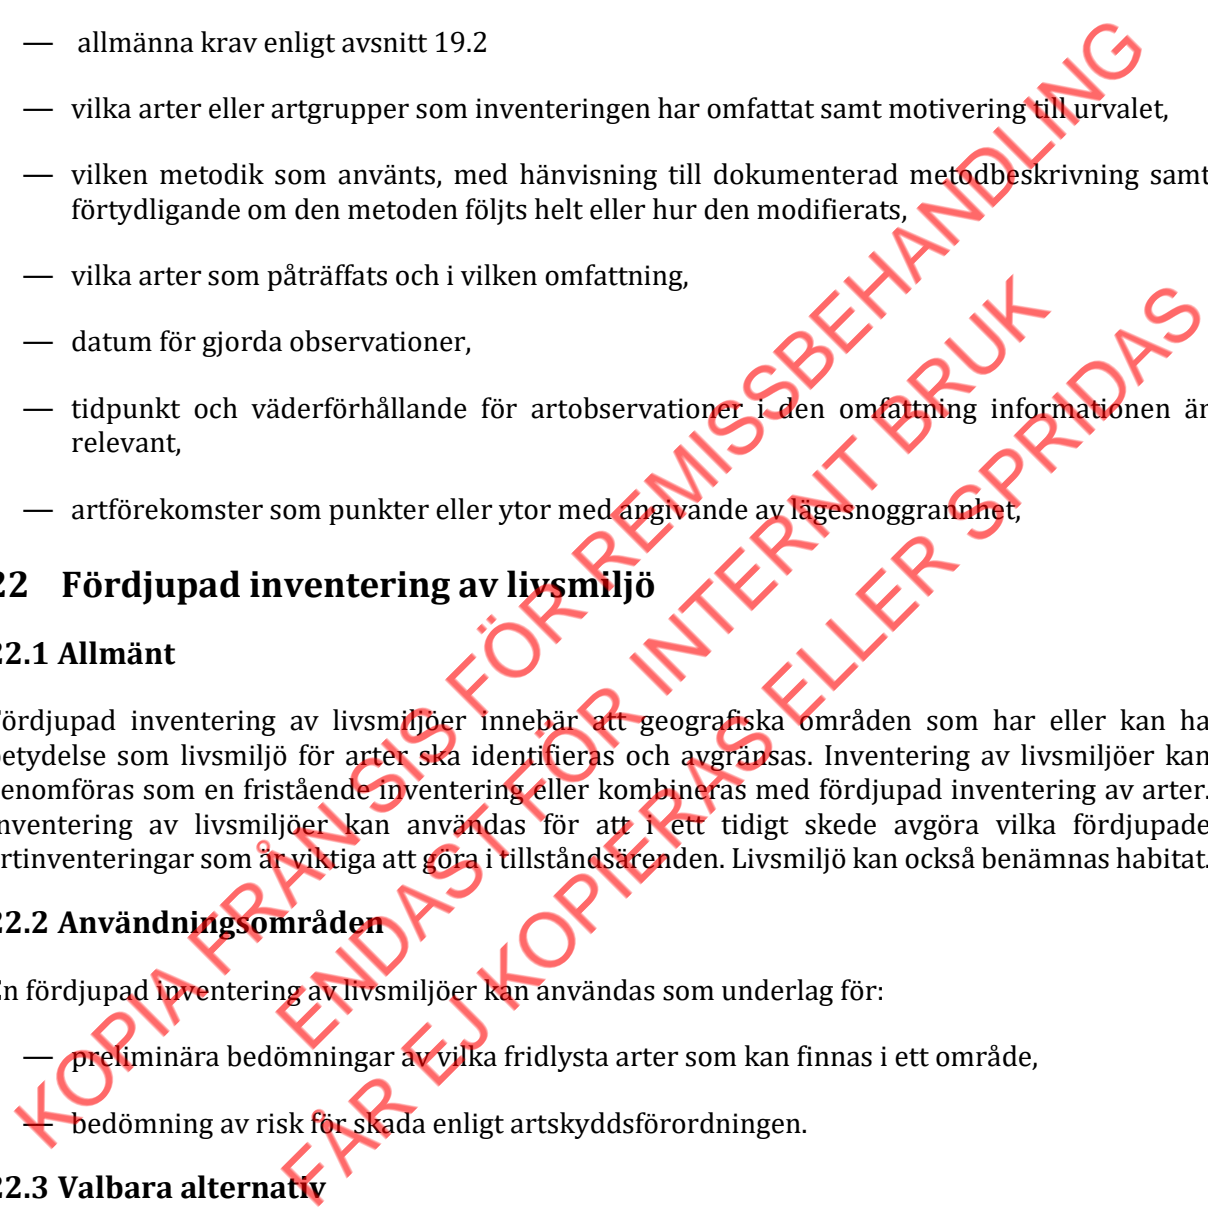 — allmänna krav enligt avsnitt 19.2
— vilka arter eller artgrupper som inventeringen har omfattat samt motivering till urvalet,
— vilken metodik som använts, med hänvisning till dokumenterad metodbeskrivning samt
förtydligande om den metoden följts helt eller hur den modifierats,
— vilka arter som påträffats och i vilken omfattning,
— datum för gjorda observationer,
— tidpunkt och väderförhållande för artobservationer i den omfattning informationen är
relevant,
— artförekomster som punkter eller ytor med angivande av lägesnoggrannhet,
22 Fördjupad inventering av livsmiljö
22.1 Allmänt
Fördjupad inventering av livsmiljöer innebär att geografiska områden som har eller kan ha
betydelse som livsmiljö för arter ska identifieras och avgränsas. Inventering av livsmiljöer kan
genomföras som en fristående inventering eller kombineras med fördjupad inventering av arter.
Inventering av livsmiljöer kan användas för att i ett tidigt skede avgöra vilka fördjupade
artinventeringar som är viktiga att göra i tillståndsärenden. Livsmiljö kan också benämnas habitat.
22.2 Användningsområden
En fördjupad inventering av livsmiljöer kan användas som underlag för:
— preliminära bedömningar av vilka fridlysta arter som kan finnas i ett område,
— bedömning av risk för skada enligt artskyddsförordningen.
22.3 Valbara alternativ
KOPIA FRÅN SIS FÖR REMISSBEHANDLING
ENDAST FÖR INTERNT BRUK
FÅR EJ KOPIERAS ELLER SPRIDAS